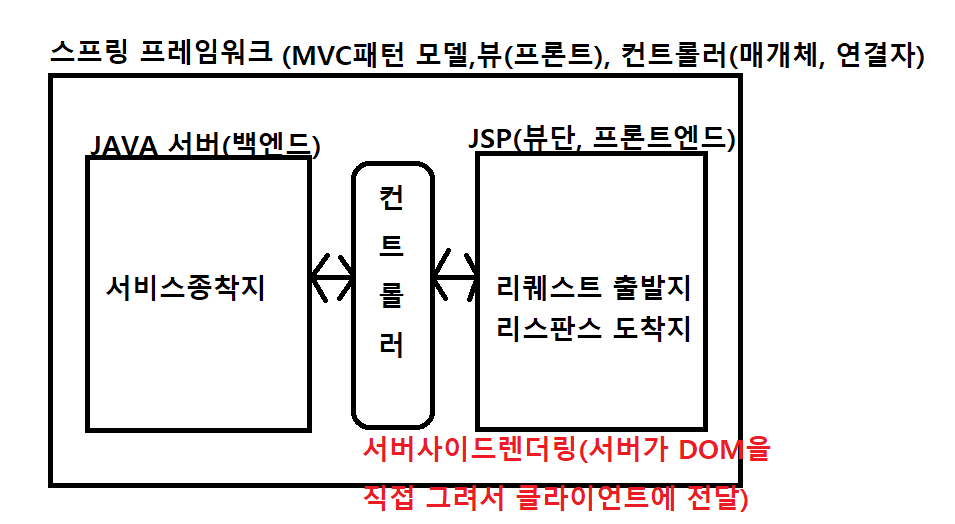 스프링 프레임워크 (MVC패턴 모델,뷰(프론트), 컨트롤러(매개체, 연결자)
JAVA 서버(백엔드)
JSP(뷰단, 프론트엔드)
서비스종착지
컨
트
롤
러
리퀘스트 출발지
리스판스 도착지
서버사이드렌더링(서버가 DOM을
직접 그려서 클라이언트에 전달)